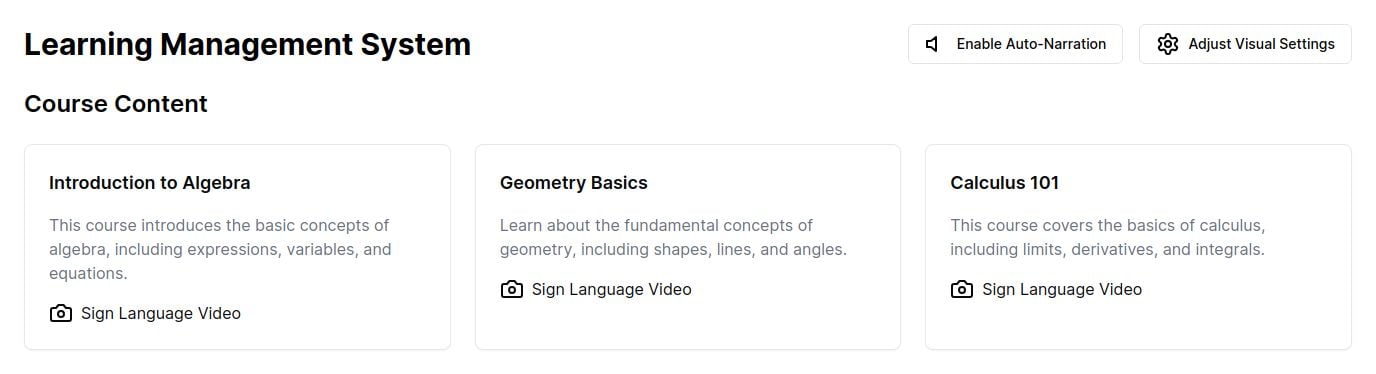 Learning Management System
Enable Auto-Narration
Adjust Visual Settings
Course Content
Introduction to Algebra
This course introduces the basic concepts of
algebra, including expressions, variables, and
equations.
Sign Language Video
Geometry Basics
Learn about the fundamental concepts of
geometry, including shapes, lines, and angles.
Sign Language Video
Calculus 101
This course covers the basics of calculus,
including limits, derivatives, and integrals.
Sign Language Video